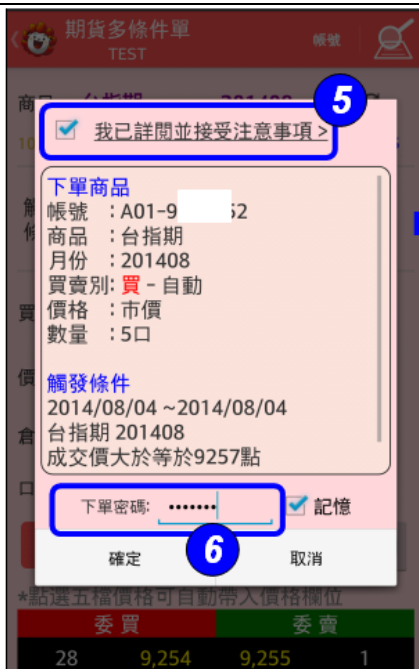 期貨多條件單
TEST
帳號
5
我已詳閱並接受注意事項 >
下單商品
帳號 ：A01-9 52
商品 ：台指期
月份 ：201408
買賣別: 買 - 自動
價格 ：市價
數量 ：5口
觸發條件
2014/08/04 ~2014/08/04
台指期 201408
成交價大於等於9257點
下單密碼: •••••••
記憶
確定
6
取消
*點選五檔價格可自動帶入價格欄位
委買
委賣
28
9,254
9,255
1